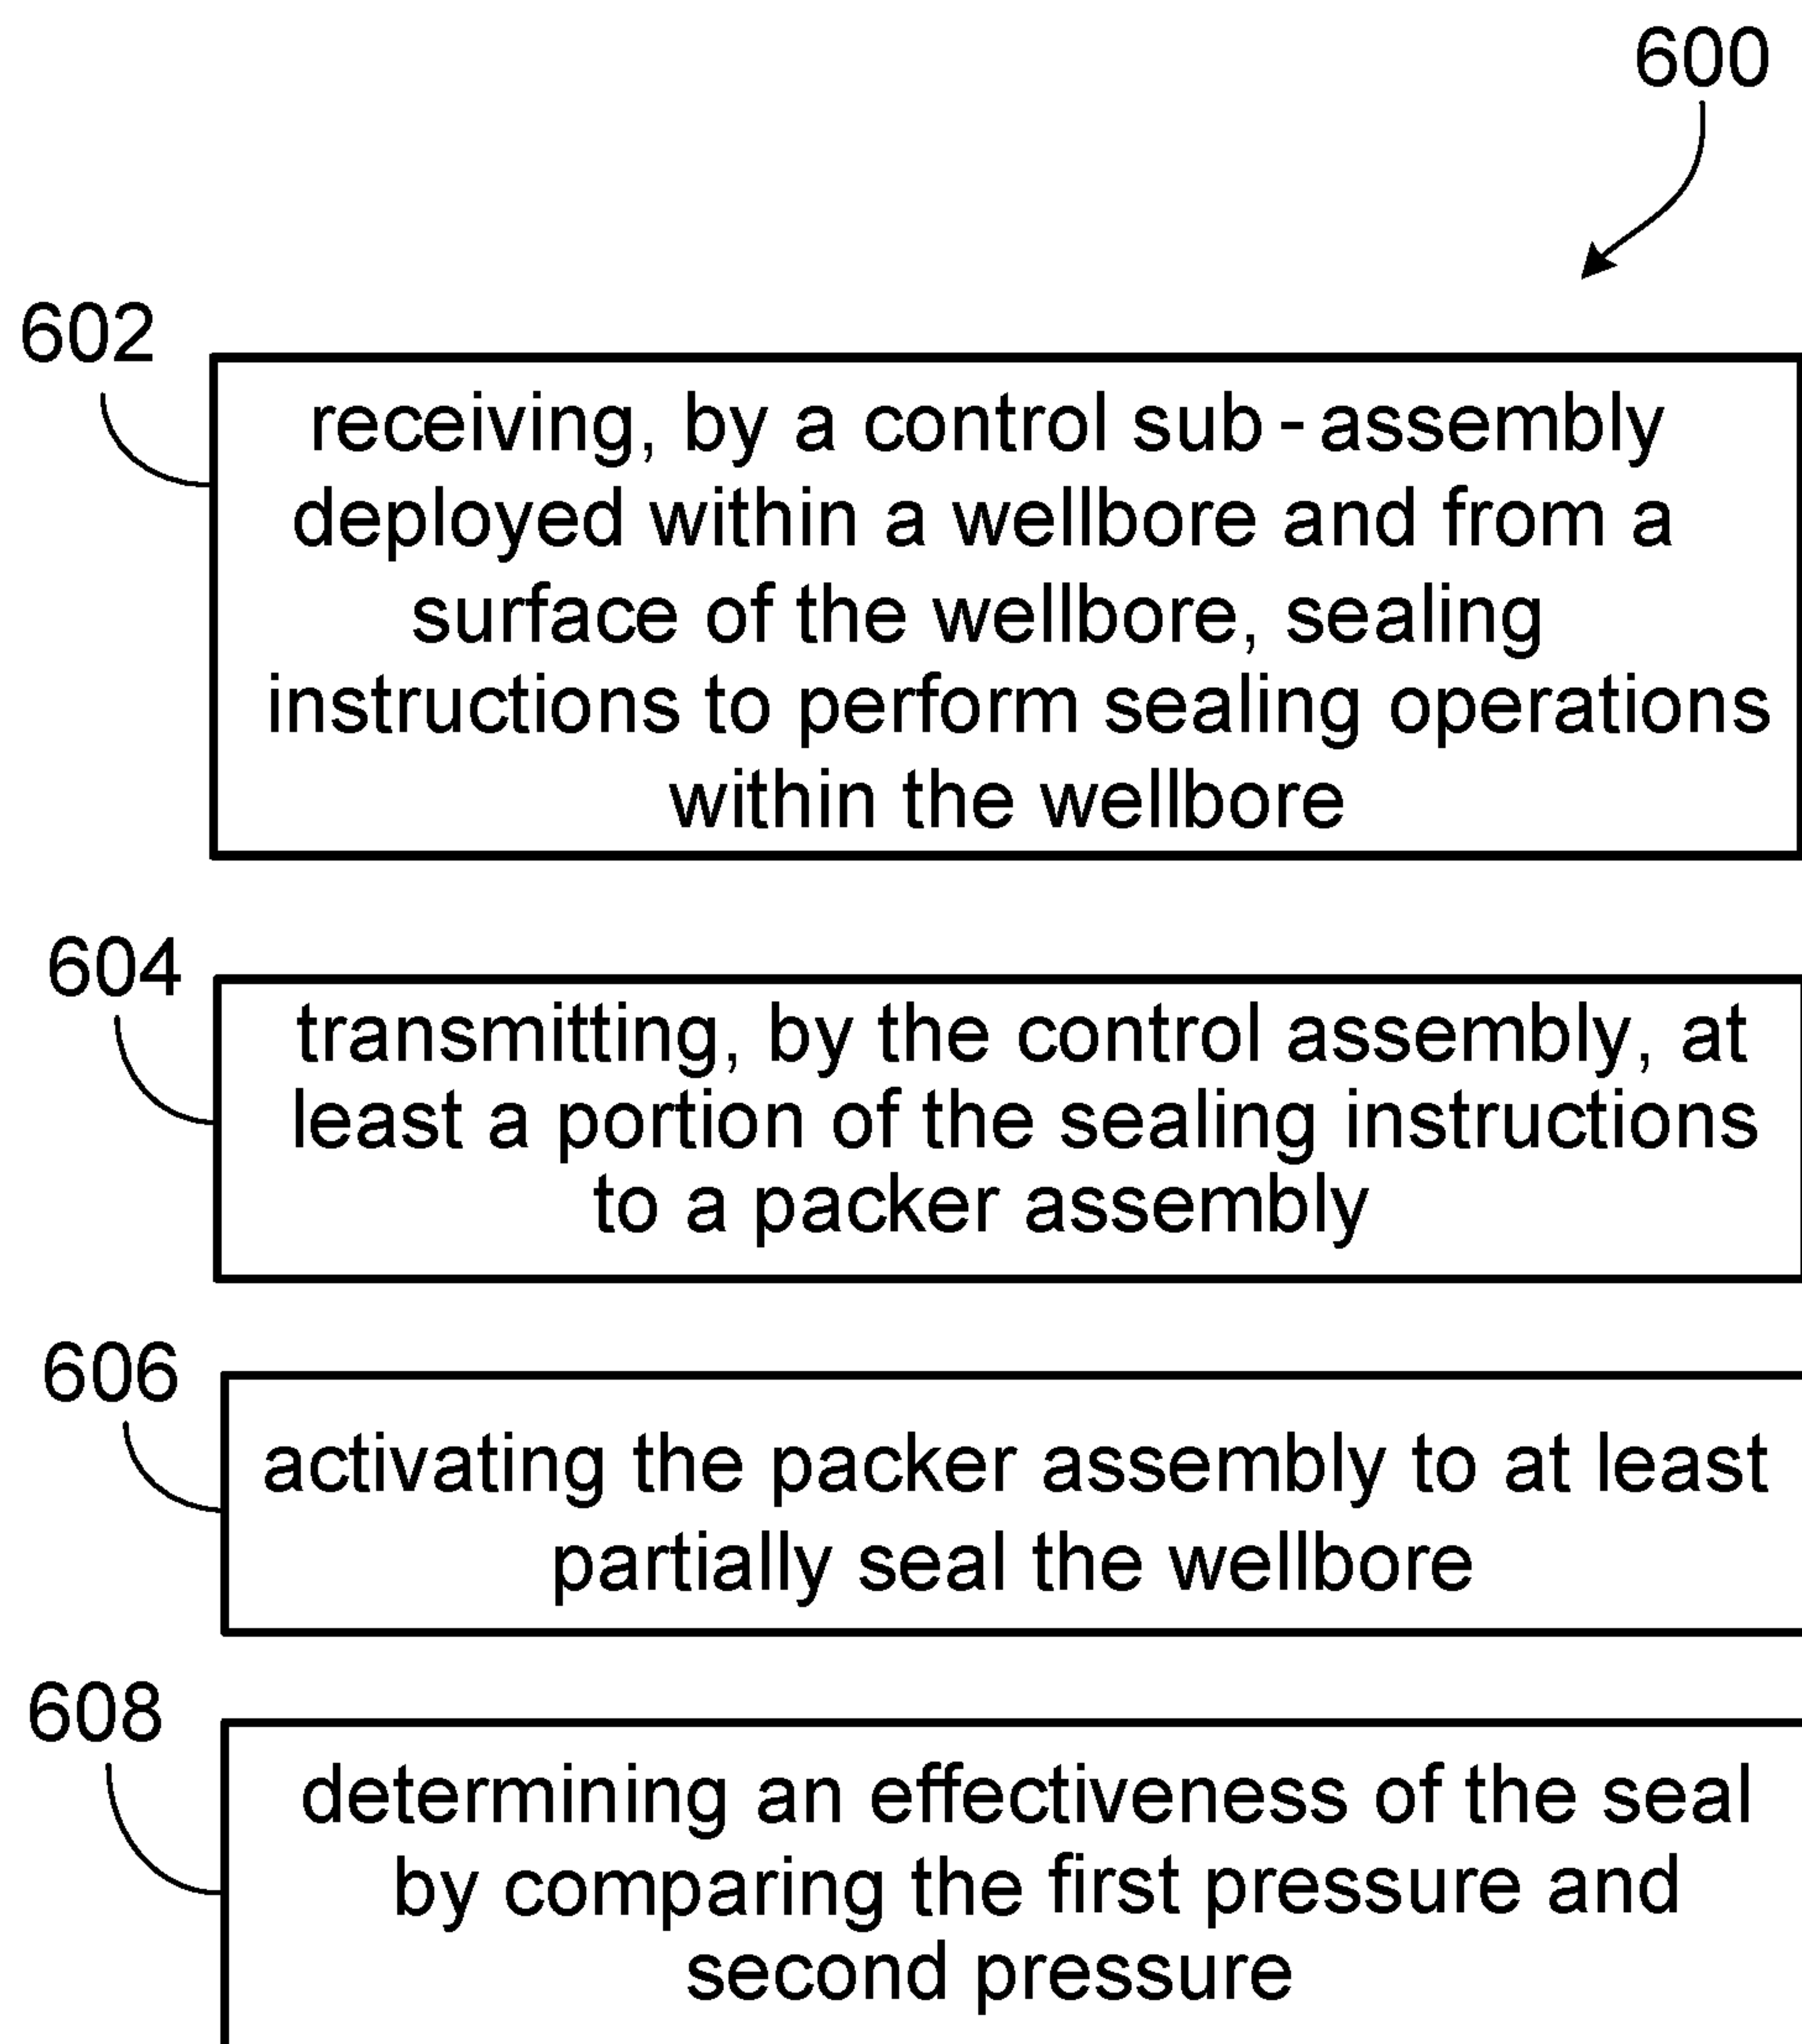 600
602
receiving, by a control sub-assembly
deployed within a wellbore and from a
surface of the wellbore, sealing
instructions to perform sealing operations
within the wellbore
604
transmitting, by the control assembly, at
least a portion of the sealing instructions
to a packer assembly
606
activating the packer assembly to at least
partially seal the wellbore
608
determining an effectiveness of the seal
by comparing the first pressure and
second pressure